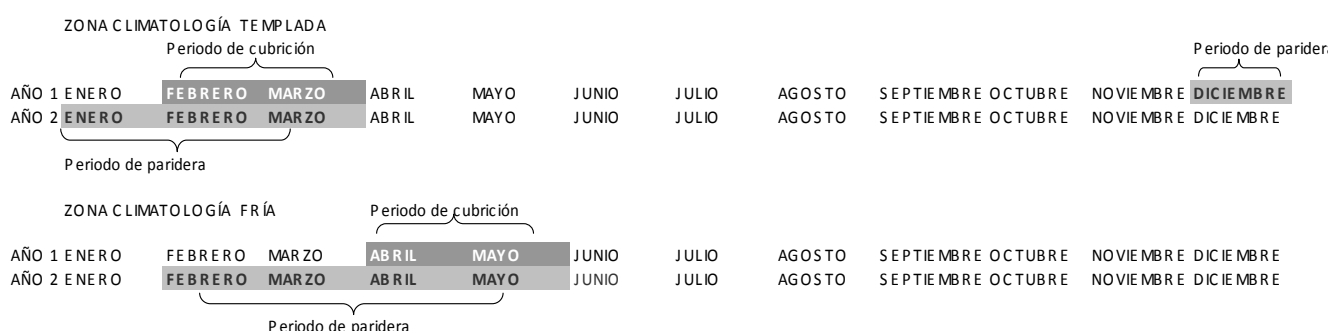 ZONA CLIMATOLOGÍA TEMPLADA
Periodo de cubrición Periodo de paridera
AÑO 1 ENERO FEBRERO MARZO ABRIL MAYO JUNIO JULIO AGOSTO SEPTIEMBRE OCTUBRE NOVIEMBRE DICIEMBRE
AÑO 2 ENERO FEBRERO MARZO ABRIL MAYO JUNIO JULIO AGOSTO SEPTIEMBRE OCTUBRE NOVIEMBRE DICIEMBRE
Periodo de paridera
ZONA CLIMATOLOGÍA FRÍA Periodo de cubrición
AÑO 1 ENERO FEBRERO MARZO ABRIL MAYO JUNIO JULIO AGOSTO SEPTIEMBRE OCTUBRE NOVIEMBRE DICIEMBRE
AÑO 2 ENERO FEBRERO MARZO ABRIL MAYO JUNIO JULIO AGOSTO SEPTIEMBRE OCTUBRE NOVIEMBRE DICIEMBRE
Periodo de paridera